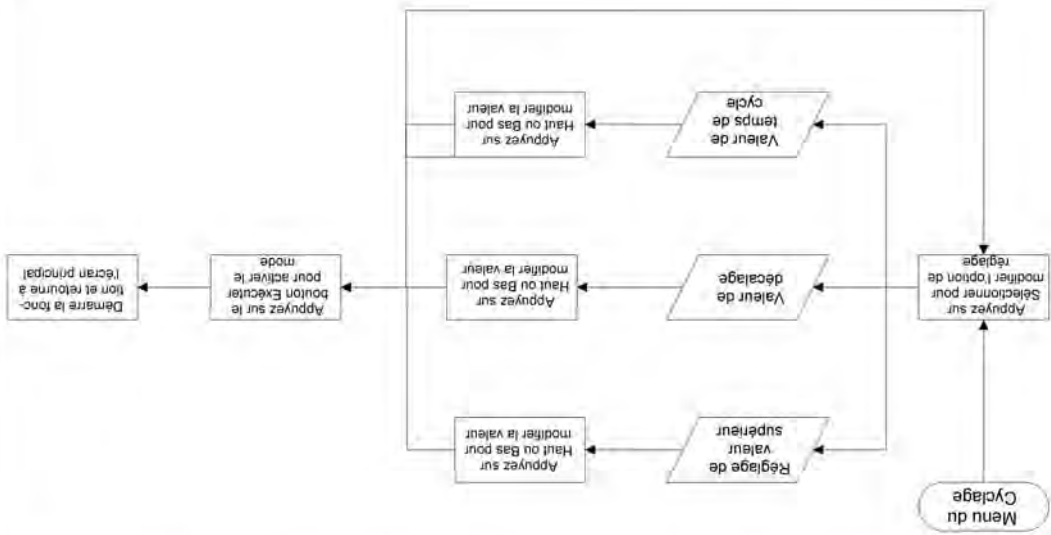 Menu du
Cyclage
Réglage de
valeur
supérieur
Appuyez sur
Haut ou Bas pour
modifier la valeur
Appuyez sur
Sélectionner pour
modifier l'option de
réglage
Valeur de
décalage
Appuyez sur
Haut ou Bas pour
modifier la valeur
Appuyez sur le
bouton Exécuter
pour activer le
mode
Démarre la fonc-
tion et retourne à
l'écran principal
Valeur de
temps de
cycle
Appuyez sur
Haut ou Bas pour
modifier la valeur